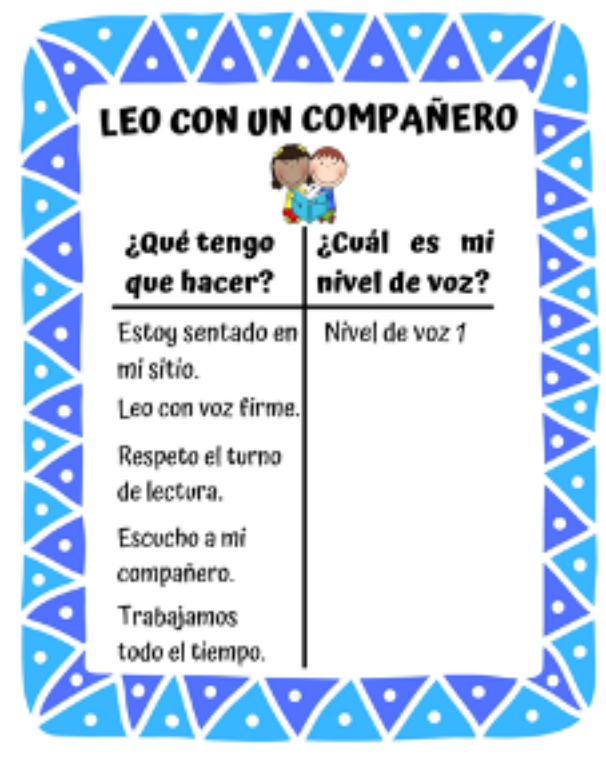 LEO CON UN COMPAÑERO
¿Qué tengo
que hacer?
¿Cuál es mi
nivel de voz?
Estoy sentado en
mi sitio.
Leo con voz firme.
Respeto el turno
de lectura.
Escucho a mi
compañero.
Trabajamos
todo el tiempo.
Nivel de voz 1